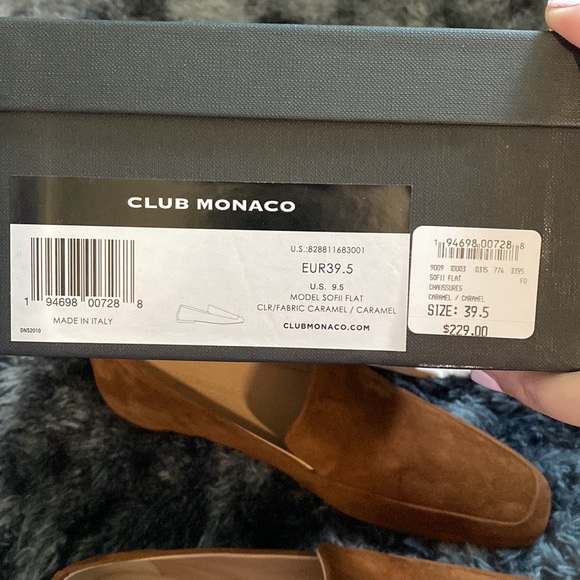 CLUB MONACO
1 94698 00728 8
MADE IN ITALY
DNS2010
U.S.:828811683001
EUR39.5
U.S. 9.5
MODEL SOFII FLAT
CLR/FABRIC CARAMEL / CARAMEL
CLUBMONACO.COM
1 94698 00728 8
9009 10003 0315 774 3395
FD
SOFII FLAT
CHAUSSURES
CARAMEL / CARAMEL
SIZE: 39.5
$229.00